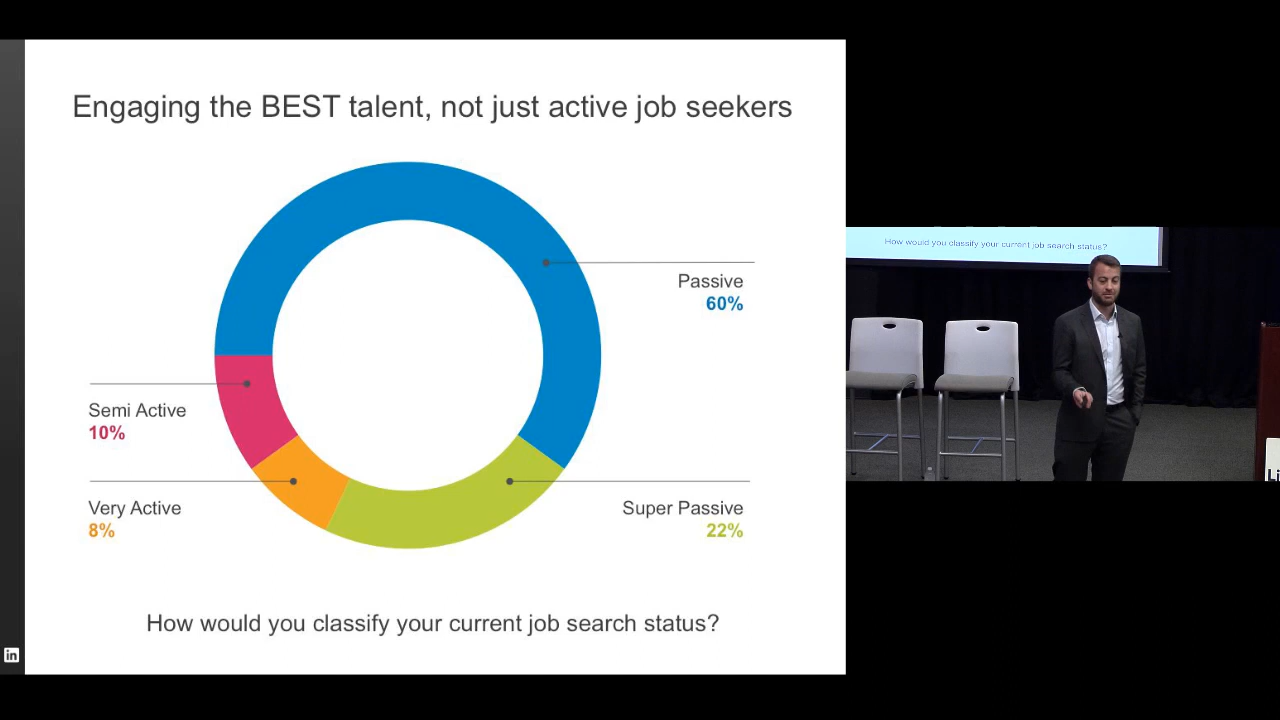 Engaging the BEST talent, not just active job seekers
Passive
60%
Semi Active
10%
Very Active
8%
Super Passive
22%
How would you classify your current job search status?
in
How would you classify your current job search status?
Li